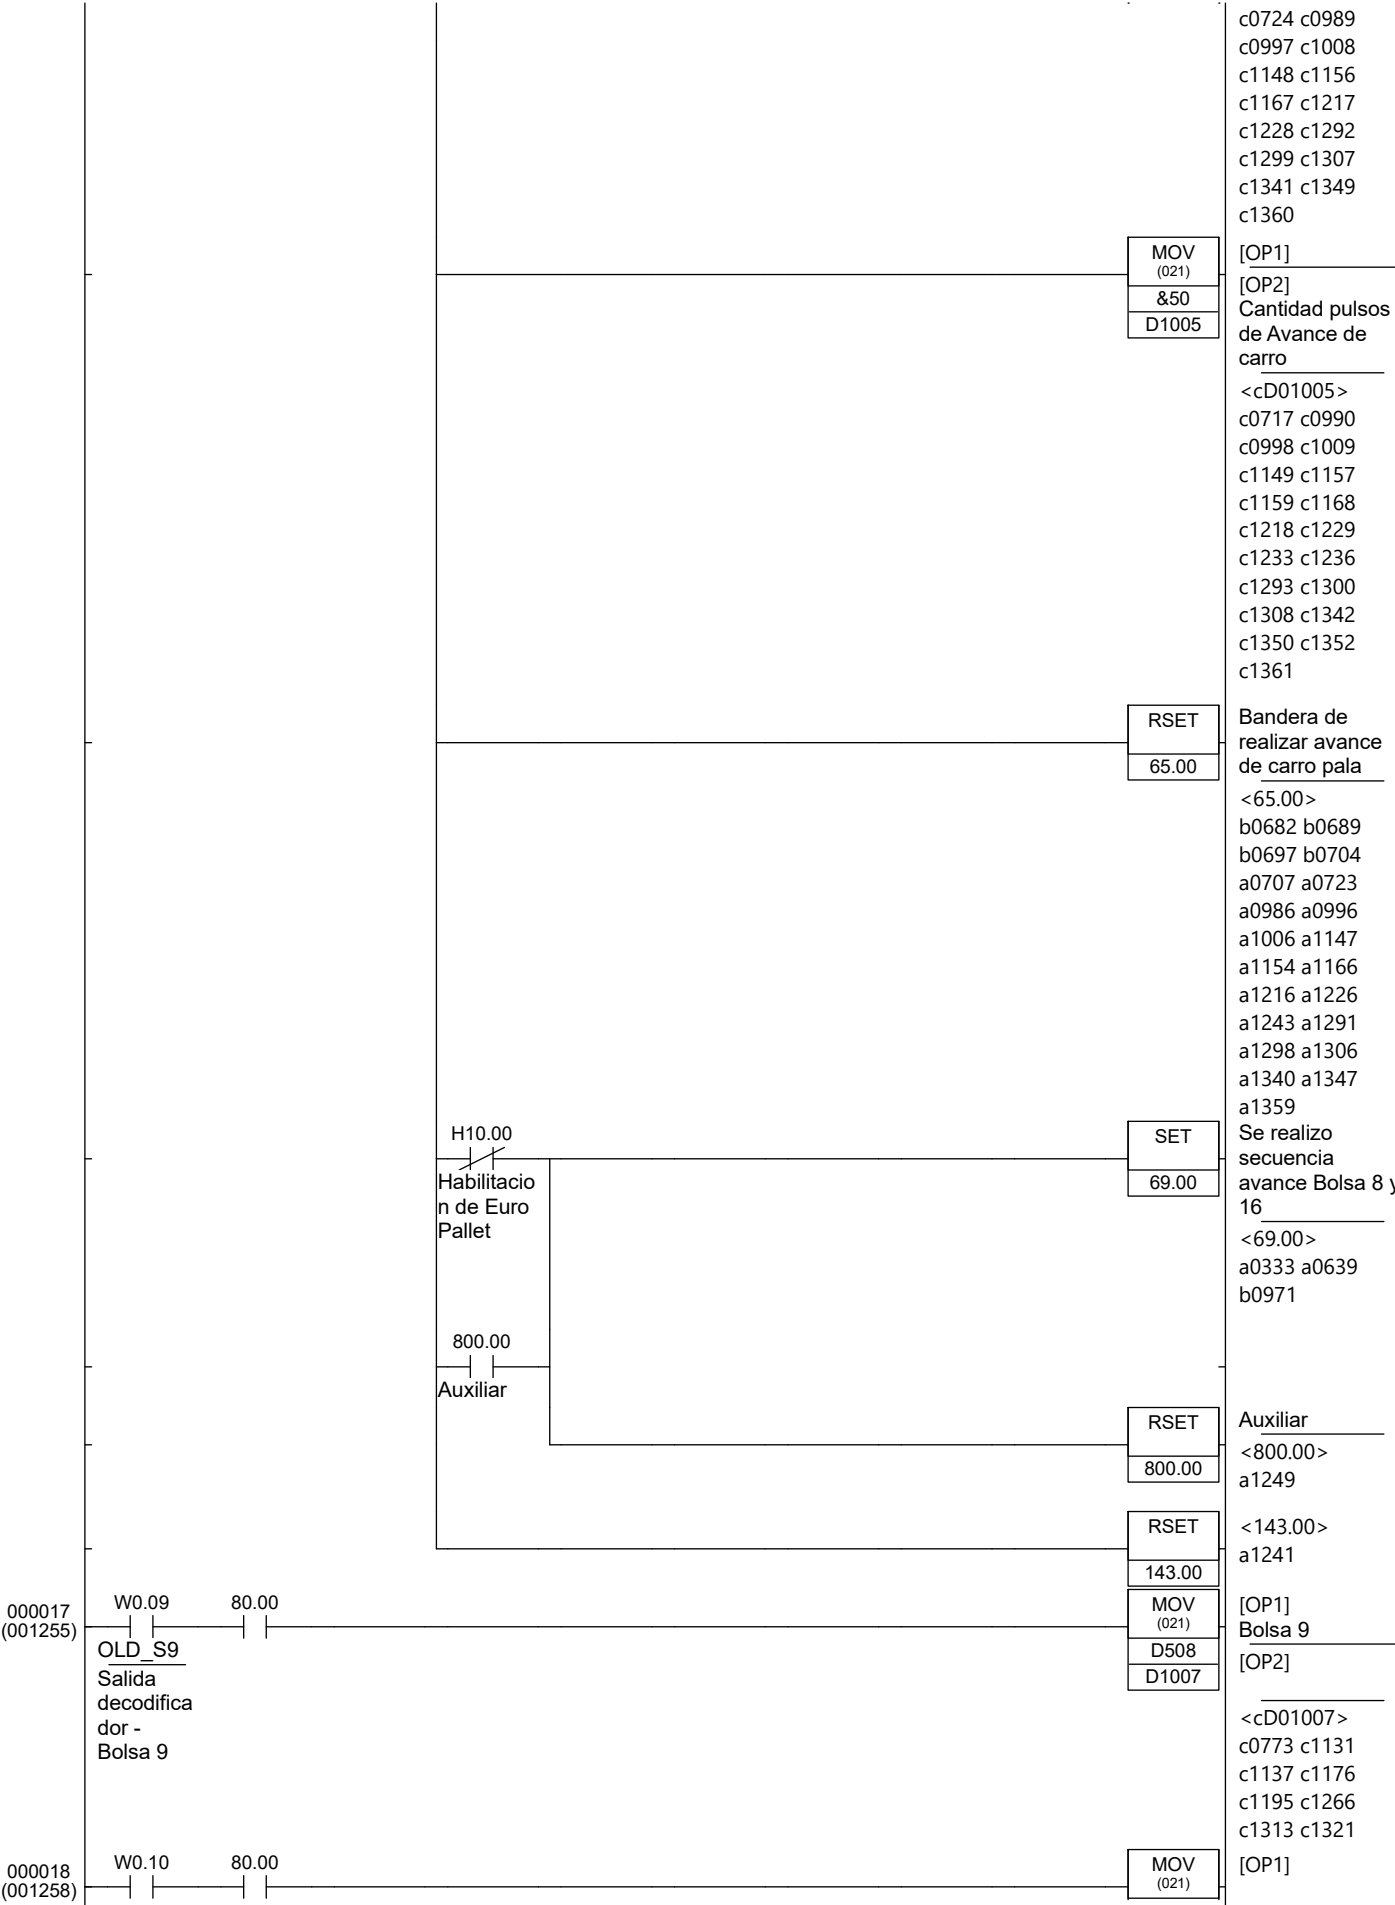 c0724 c0989
c0997 c1008
c1148 c1156
c1167 c1217
c1228 c1292
c1299 c1307
c1341 c1349
c1360
MOV
(021)
&50
D1005
[OP1]
[OP2]
Cantidad pulsos
de Avance de
carro
<cD01005>
c0717 c0990
c0998 c1009
c1149 c1157
c1159 c1168
c1218 c1229
c1233 c1236
c1293 c1300
c1308 c1342
c1350 c1352
c1361
RSET
65.00
Bandera de
realizar avance
de carro pala
<65.00>
b0682 b0689
b0697 b0704
a0707 a0723
a0986 a0996
a1006 a1147
a1154 a1166
a1216 a1226
a1243 a1291
a1298 a1306
a1340 a1347
a1359
H10.00
Habilitacio
n de Euro
Pallet
SET
69.00
Se realizo
secuencia
avance Bolsa 8 y
16
<69.00>
a0333 a0639
b0971
800.00
Auxiliar
RSET
800.00
Auxiliar
<800.00>
a1249
RSET
143.00
<143.00>
a1241
000017
(001255)
W0.09
OLD_S9
Salida
decodifica
dor -
Bolsa 9
80.00
MOV
(021)
D508
D1007
[OP1]
Bolsa 9
[OP2]
<cD01007>
c0773 c1131
c1137 c1176
c1195 c1266
c1313 c1321
000018
(001258)
W0.10
80.00
MOV
(021)
[OP1]